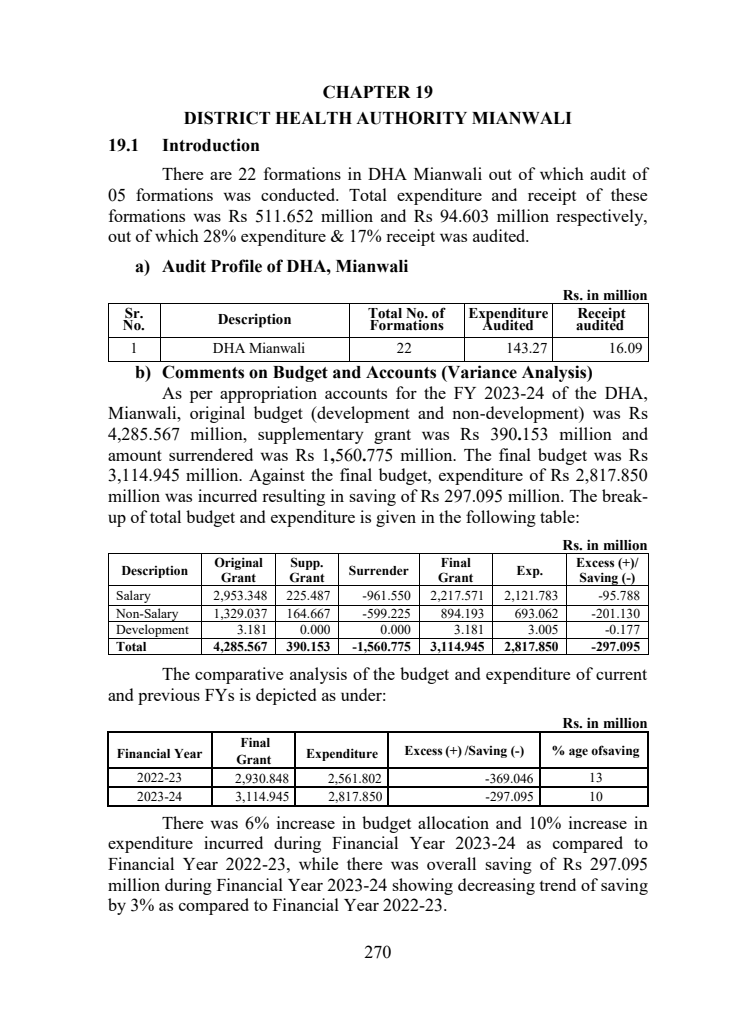 CHAPTER 19
DISTRICT HEALTH AUTHORITY MIANWALI
19.1 Introduction
There are 22 formations in DHA Mianwali out of which audit of
05 formations was conducted. Total expenditure and receipt of these
formations was Rs 511.652 million and Rs 94.603 million respectively,
out of which 28% expenditure & 17% receipt was audited.
a) Audit Profile of DHA, Mianwali
Rs. in million
Sr. No. Description Total No. of Formations Expenditure Audited Receipt audited
1 DHA Mianwali 22 143.27 16.09
b) Comments on Budget and Accounts (Variance Analysis)
As per appropriation accounts for the FY 2023-24 of the DHA,
Mianwali, original budget (development and non-development) was Rs
4,285.567 million, supplementary grant was Rs 390.153 million and
amount surrendered was Rs 1,560.775 million. The final budget was Rs
3,114.945 million. Against the final budget, expenditure of Rs 2,817.850
million was incurred resulting in saving of Rs 297.095 million. The break-
up of total budget and expenditure is given in the following table:
Rs. in million
Description Original Grant Supp. Grant Surrender Final Grant Exp. Excess (+)/ Saving (-)
Salary 2,953.348 225.487 -961.550 2,217.571 2,121.783 -95.788
Non-Salary 1,329.037 164.667 -599.225 894.193 693.062 -201.130
Development 3.181 0.000 0.000 3.181 3.005 -0.177
Total 4,285.567 390.153 -1,560.775 3,114.945 2,817.850 -297.095
The comparative analysis of the budget and expenditure of current
and previous FYs is depicted as under:
Rs. in million
Financial Year Final Grant Expenditure Excess (+) /Saving (-) % age ofsaving
2022-23 2,930.848 2,561.802 -369.046 13
2023-24 3,114.945 2,817.850 -297.095 10
There was 6% increase in budget allocation and 10% increase in
expenditure incurred during Financial Year 2023-24 as compared to
Financial Year 2022-23, while there was overall saving of Rs 297.095
million during Financial Year 2023-24 showing decreasing trend of saving
by 3% as compared to Financial Year 2022-23.
270